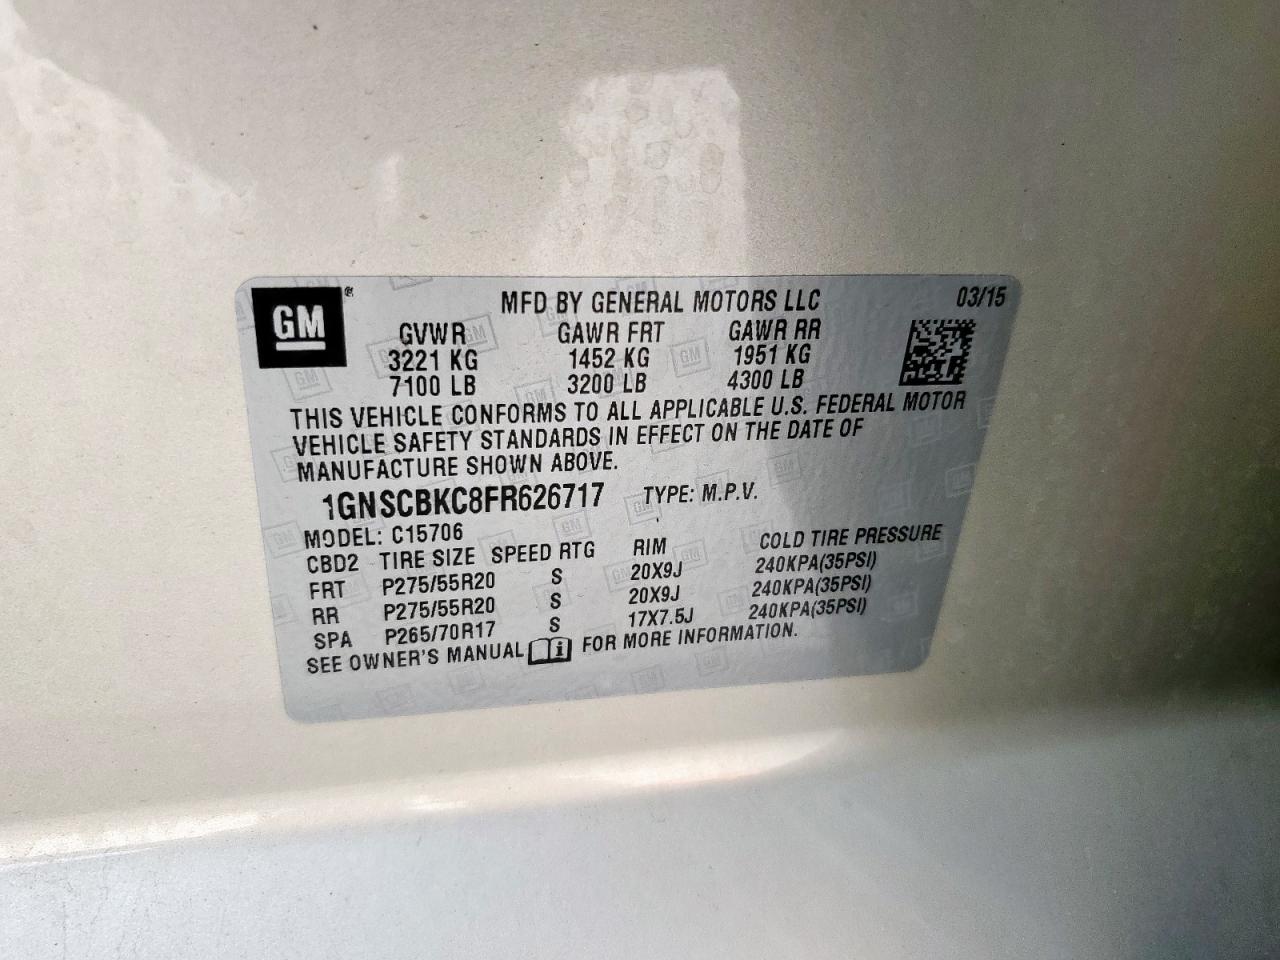 GM ®
MFD BY GENERAL MOTORS LLC 03/15
GVWR GAWR FRT GAWR RR
3221 KG 1452 KG 1951 KG
7100 LB 3200 LB 4300 LB
THIS VEHICLE CONFORMS TO ALL APPLICABLE U.S. FEDERAL MOTOR
VEHICLE SAFETY STANDARDS IN EFFECT ON THE DATE OF
MANUFACTURE SHOWN ABOVE.
1GNSCBKC8FR626717 TYPE: M.P.V.
MODEL: C15706
CBD2 TIRE SIZE SPEED RTG RIM COLD TIRE PRESSURE
FRT P275/55R20 S 20X9J 240KPA(35PSI)
RR P275/55R20 S 20X9J 240KPA(35PSI)
SPA P265/70R17 S 17X7.5J 240KPA(35PSI)
SEE OWNER'S MANUAL i FOR MORE INFORMATION.